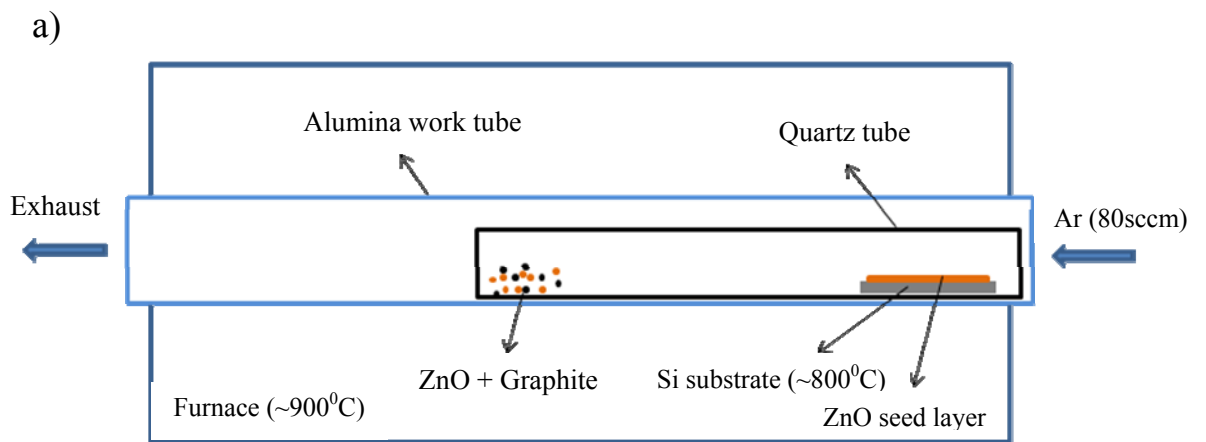 a)
Alumina work tube
Quartz tube
Exhaust
Ar (80sccm)
ZnO + Graphite
Si substrate (~800⁰C)
Furnace (~900⁰C)
ZnO seed layer